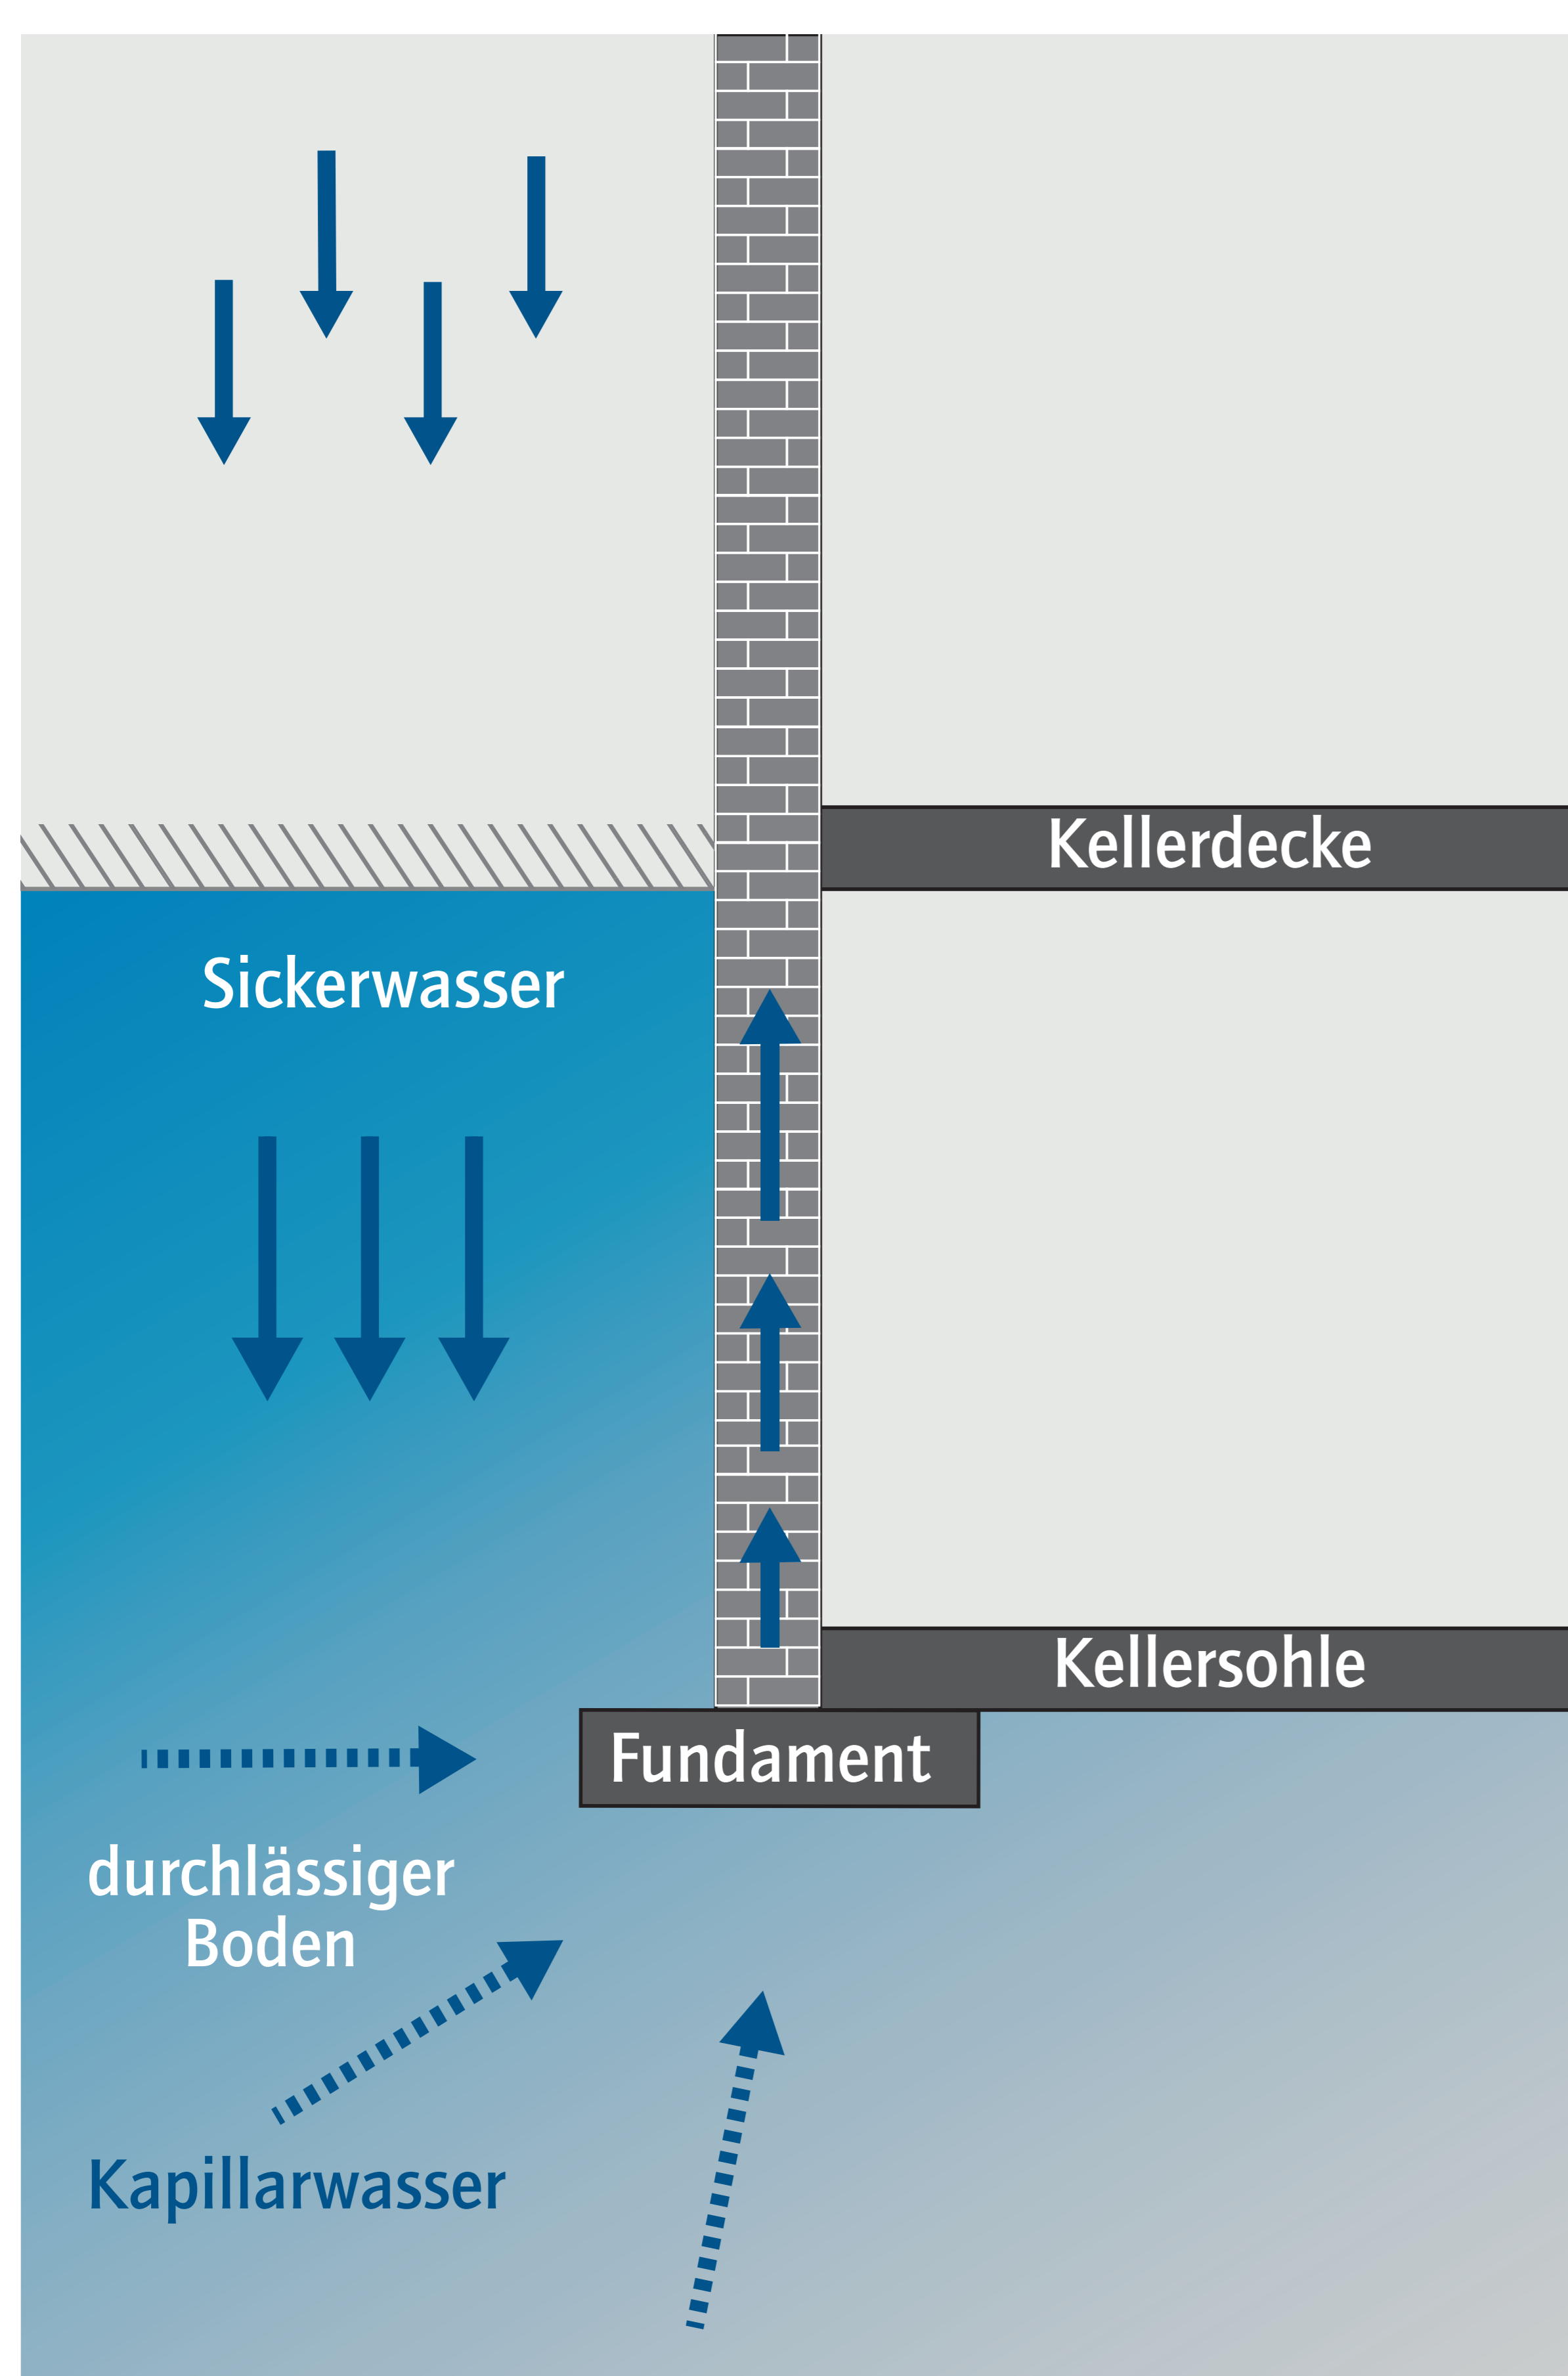 Kellerdecke
Sickerwasser
Kellersohle
Fundament
durchlässiger
Boden
Kapillarwasser